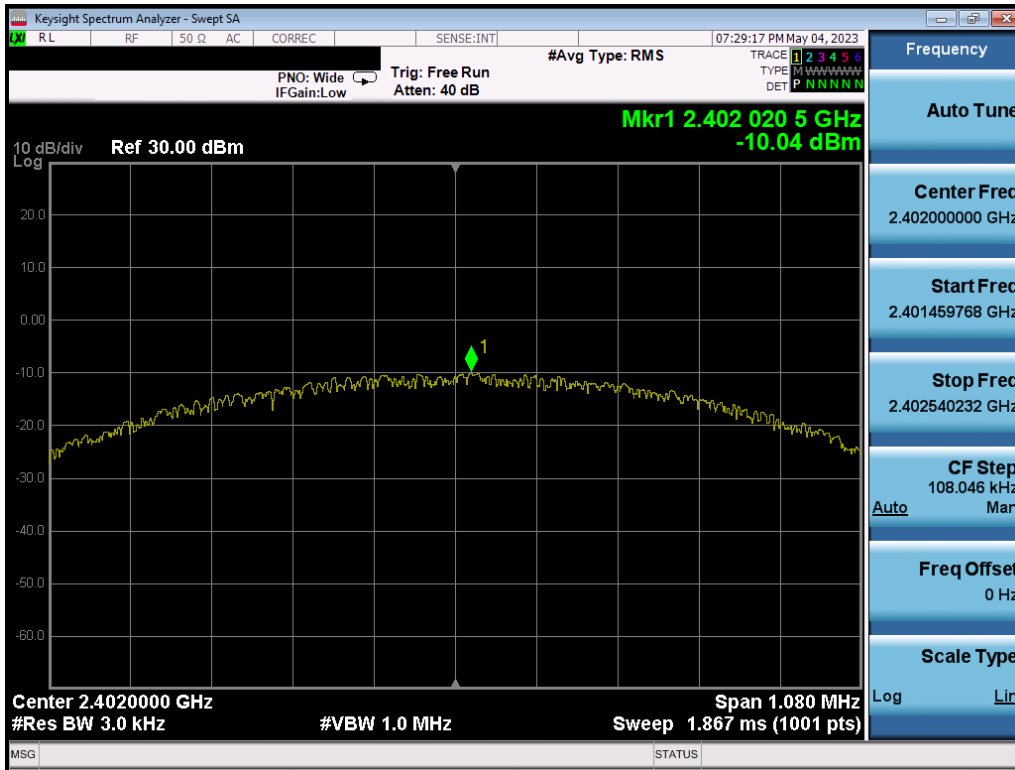 Keysight Spectrum Analyzer - Swept SA
LXI RL RF 50 Ω AC CORREC SENSE:INT 07:29:17 PM May 04, 2023
#Avg Type: RMS TRACE 1 2 3 4 5 6
PNO: Wide Trig: Free Run TYPE M WWWWW
IFGain:Low Atten: 40 dB DET P N N N N N
Mkr1 2.402 020 5 GHz
-10.04 dBm
10 dB/div Ref 30.00 dBm
Log
20.0
10.0
0.00
1
-10.0
-20.0
-30.0
-40.0
-50.0
-60.0
Center 2.4020000 GHz Span 1.080 MHz
#Res BW 3.0 kHz #VBW 1.0 MHz Sweep 1.867 ms (1001 pts)
MSG STATUS
Frequency
Auto Tune
Center Freq
2.402000000 GHz
Start Freq
2.401459768 GHz
Stop Freq
2.402540232 GHz
CF Step
108.046 kHz
Auto Man
Freq Offset
0 Hz
Scale Type
Log Lin